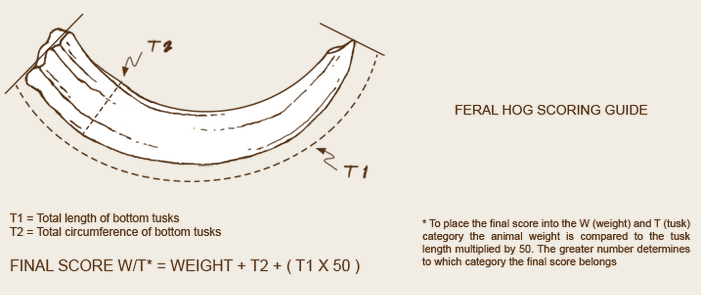 T2
FERAL HOG SCORING GUIDE
T1
T1 = Total length of bottom tusks
T2 = Total circumference of bottom tusks
FINAL SCORE W/T* = WEIGHT + T2 + ( T1 X 50 )
* To place the final score into the W (weight) and T (tusk)
category the animal weight is compared to the tusk
length multiplied by 50. The greater number determines
to which category the final score belongs